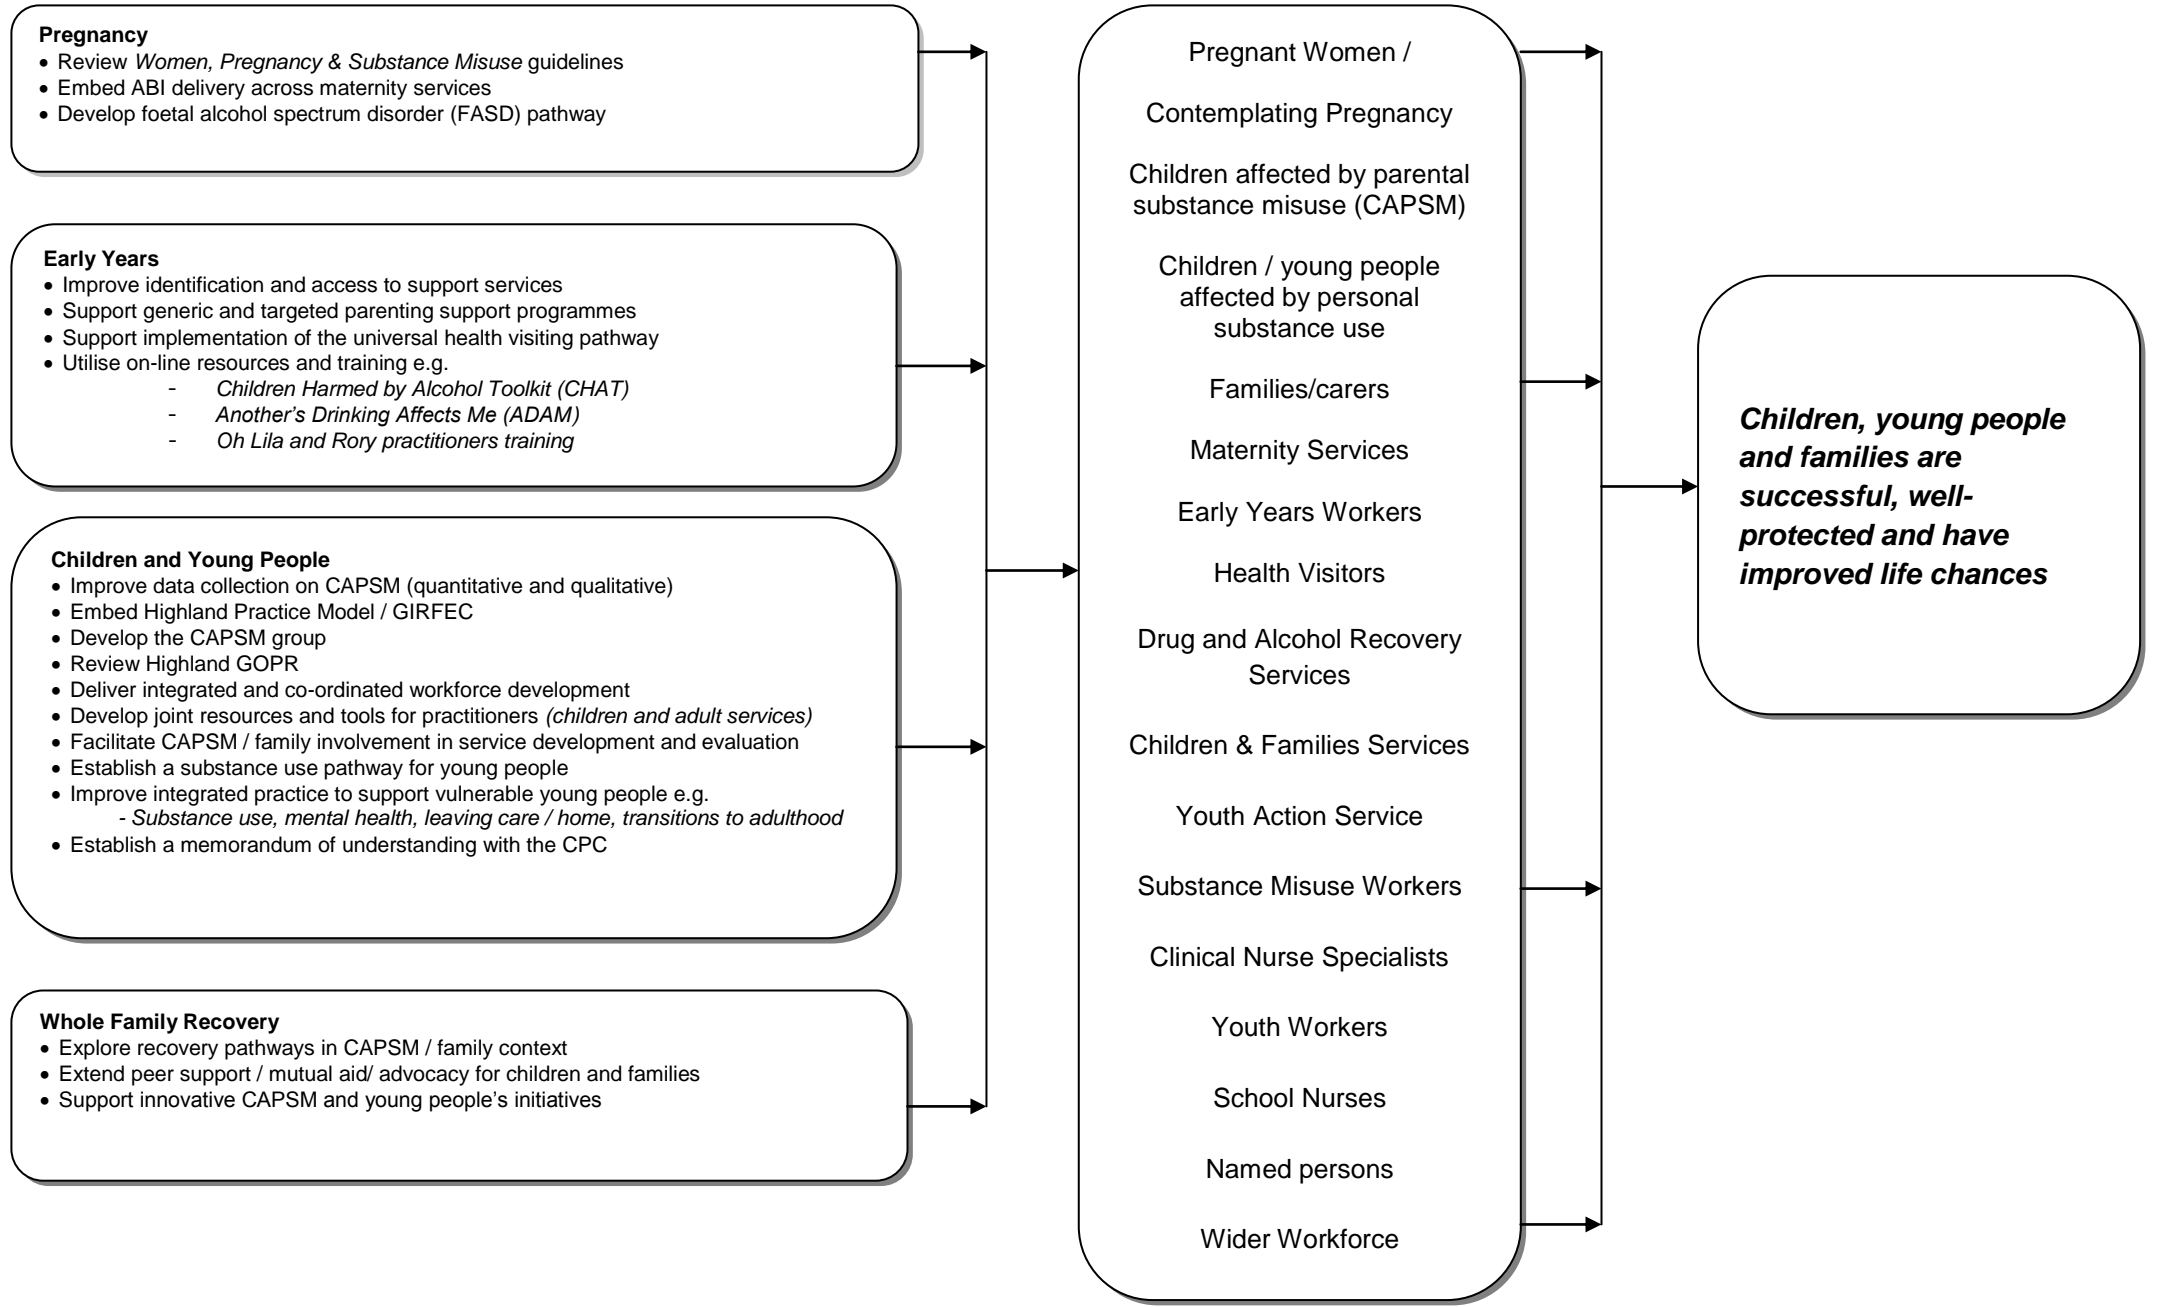 Pregnancy
• Review Women, Pregnancy & Substance Misuse guidelines
• Embed ABI delivery across maternity services
• Develop foetal alcohol spectrum disorder (FASD) pathway
Early Years
• Improve identification and access to support services
• Support generic and targeted parenting support programmes
• Support implementation of the universal health visiting pathway
• Utilise on-line resources and training e.g.
- Children Harmed by Alcohol Toolkit (CHAT)
- Another’s Drinking Affects Me (ADAM)
- Oh Lila and Rory practitioners training
Children and Young People
• Improve data collection on CAPSM (quantitative and qualitative)
• Embed Highland Practice Model / GIRFEC
• Develop the CAPSM group
• Review Highland GOPR
• Deliver integrated and co-ordinated workforce development
• Develop joint resources and tools for practitioners (children and adult services)
• Facilitate CAPSM / family involvement in service development and evaluation
• Establish a substance use pathway for young people
• Improve integrated practice to support vulnerable young people e.g.
- Substance use, mental health, leaving care / home, transitions to adulthood
• Establish a memorandum of understanding with the CPC
Whole Family Recovery
• Explore recovery pathways in CAPSM / family context
• Extend peer support / mutual aid/ advocacy for children and families
• Support innovative CAPSM and young people’s initiatives
Pregnant Women /
Contemplating Pregnancy
Children affected by parental
substance misuse (CAPSM)
Children / young people
affected by personal
substance use
Families/carers
Maternity Services
Early Years Workers
Health Visitors
Drug and Alcohol Recovery
Services
Children & Families Services
Youth Action Service
Substance Misuse Workers
Clinical Nurse Specialists
Youth Workers
School Nurses
Named persons
Wider Workforce
Children, young people
and families are
successful, well-
protected and have
improved life chances